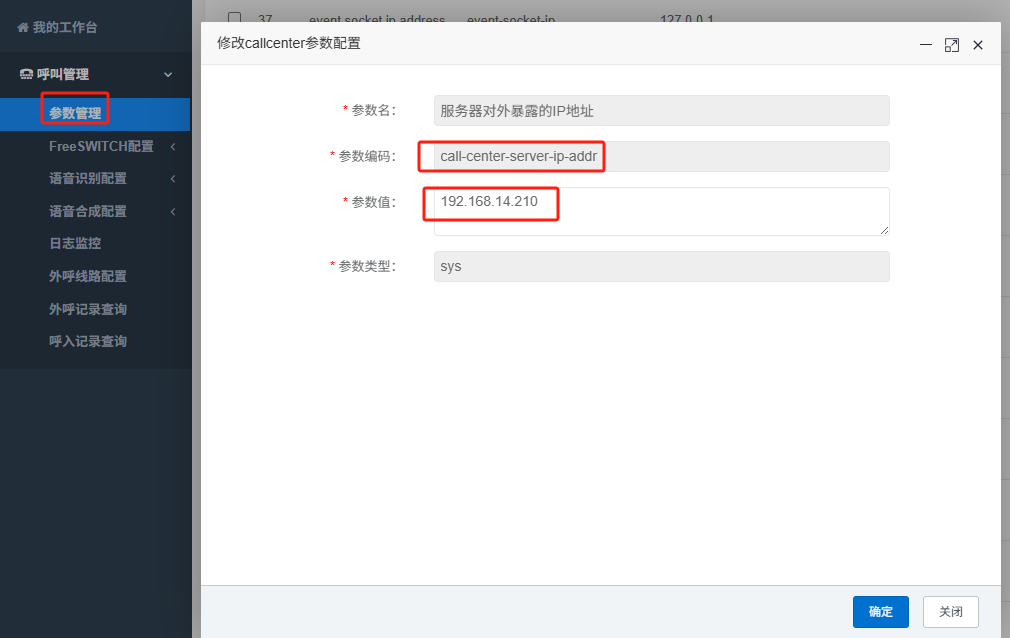 我的工作台
呼叫管理
参数管理
FreeSWITCH配置
语音识别配置
语音合成配置
日志监控
外呼线路配置
外呼记录查询
呼入记录查询
37 event socket ip address event-socket-ip 127.0.0.1
修改callcenter参数配置
* 参数名： 服务器对外暴露的IP地址
* 参数编码： call-center-server-ip-addr
* 参数值： 192.168.14.210
* 参数类型： sys
确定 关闭